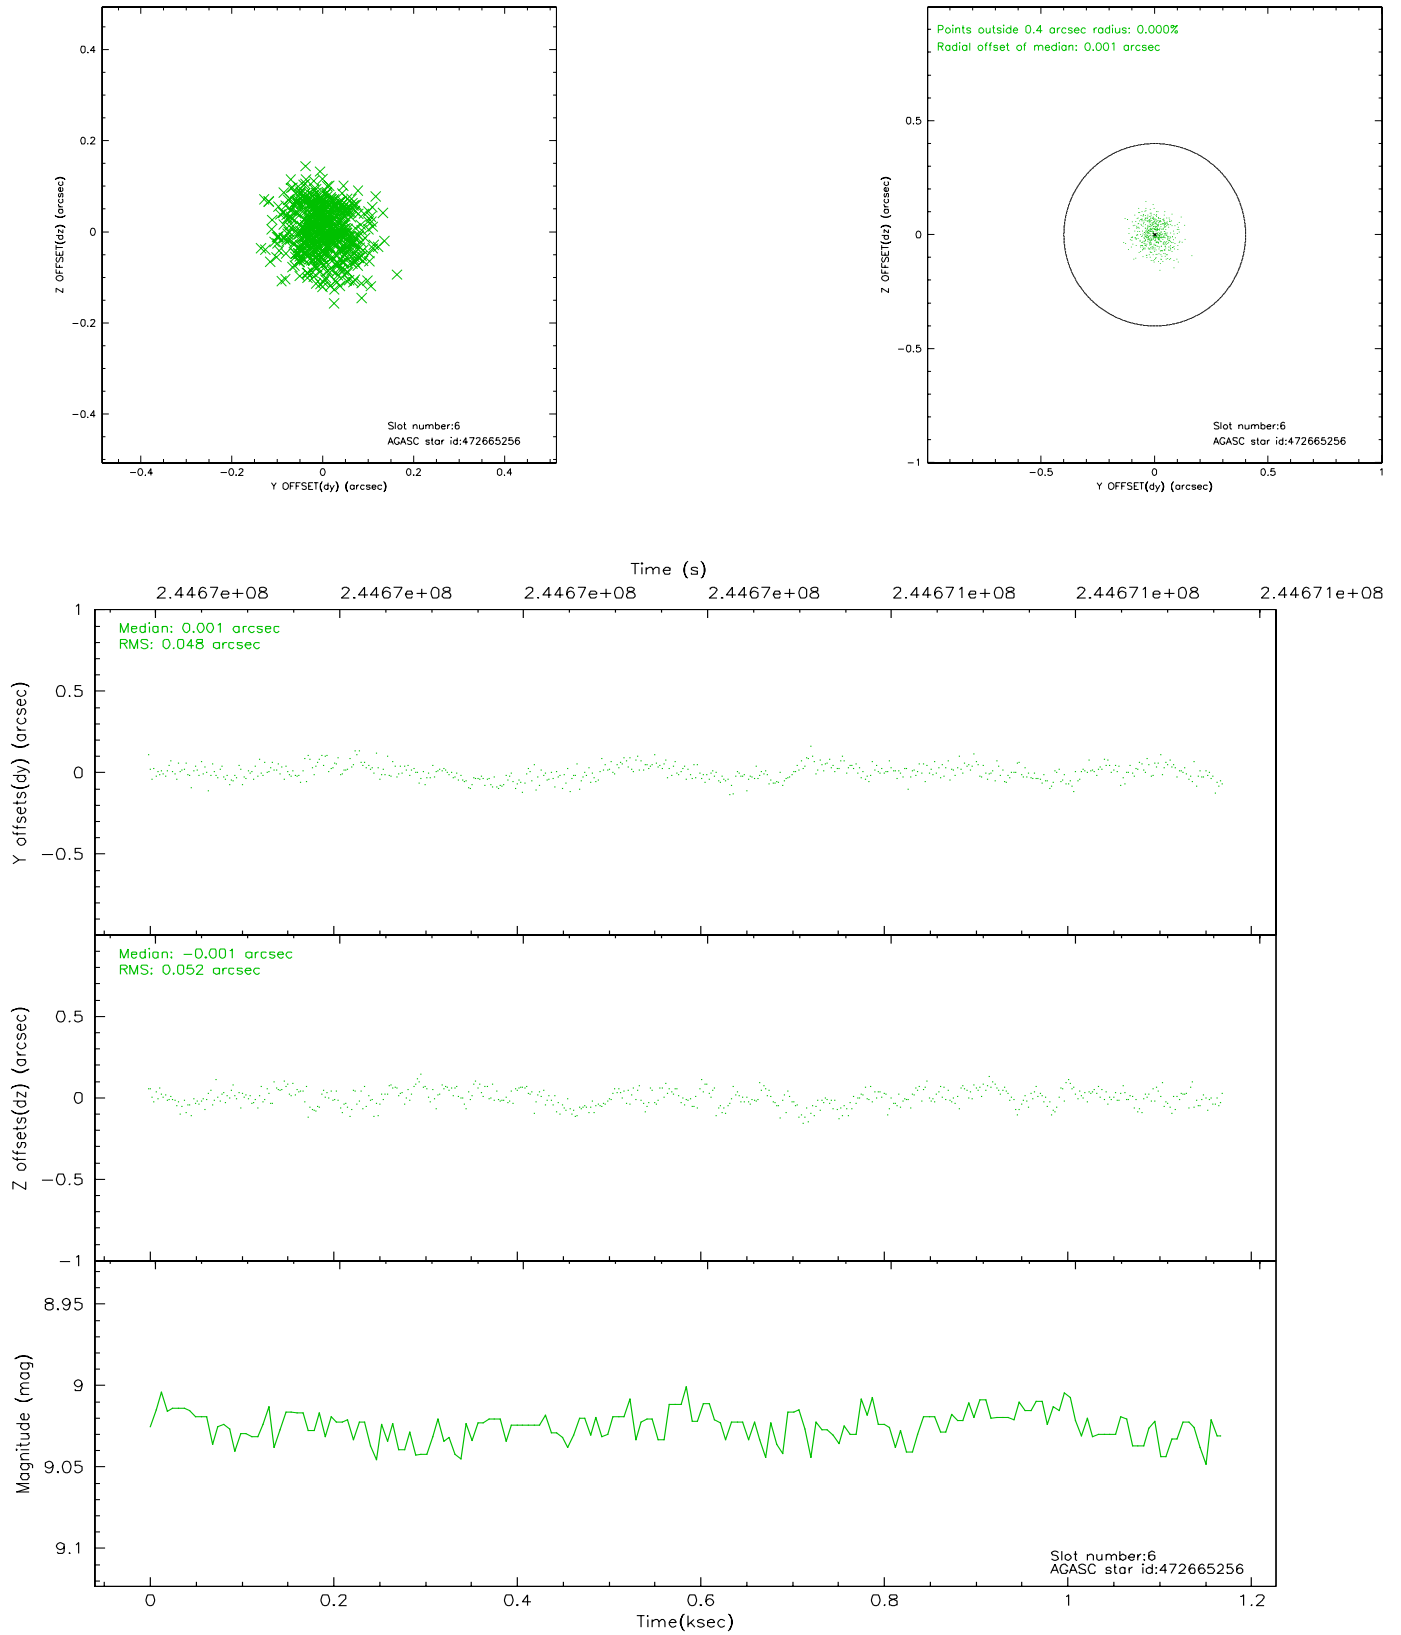 0.4
0.2
0
−0.2
−0.4
Z OFFSET(dz) (arcsec)
Slot number:6
AGASC star id:472665256
−0.4 −0.2 0 0.2 0.4
Y OFFSET(dy) (arcsec)
Points outside 0.4 arcsec radius: 0.000%
Radial offset of median: 0.001 arcsec
0.5
0
−0.5
−1
Z OFFSET(dz) (arcsec)
Slot number:6
AGASC star id:472665256
−0.5 0 0.5 1
Y OFFSET(dy) (arcsec)
Time (s)
2.4467e+08 2.4467e+08 2.4467e+08 2.4467e+08 2.44671e+08 2.44671e+08 2.44671e+08
Median: 0.001 arcsec
RMS: 0.048 arcsec
1
0.5
0
−0.5
Y offsets(dy) (arcsec)
Median: −0.001 arcsec
RMS: 0.052 arcsec
0.5
0
−0.5
−1
Z offsets(dz) (arcsec)
8.95
9
9.05
9.1
Magnitude (mag)
Slot number:6
AGASC star id:472665256
0 0.2 0.4 0.6 0.8 1 1.2
Time(ksec)